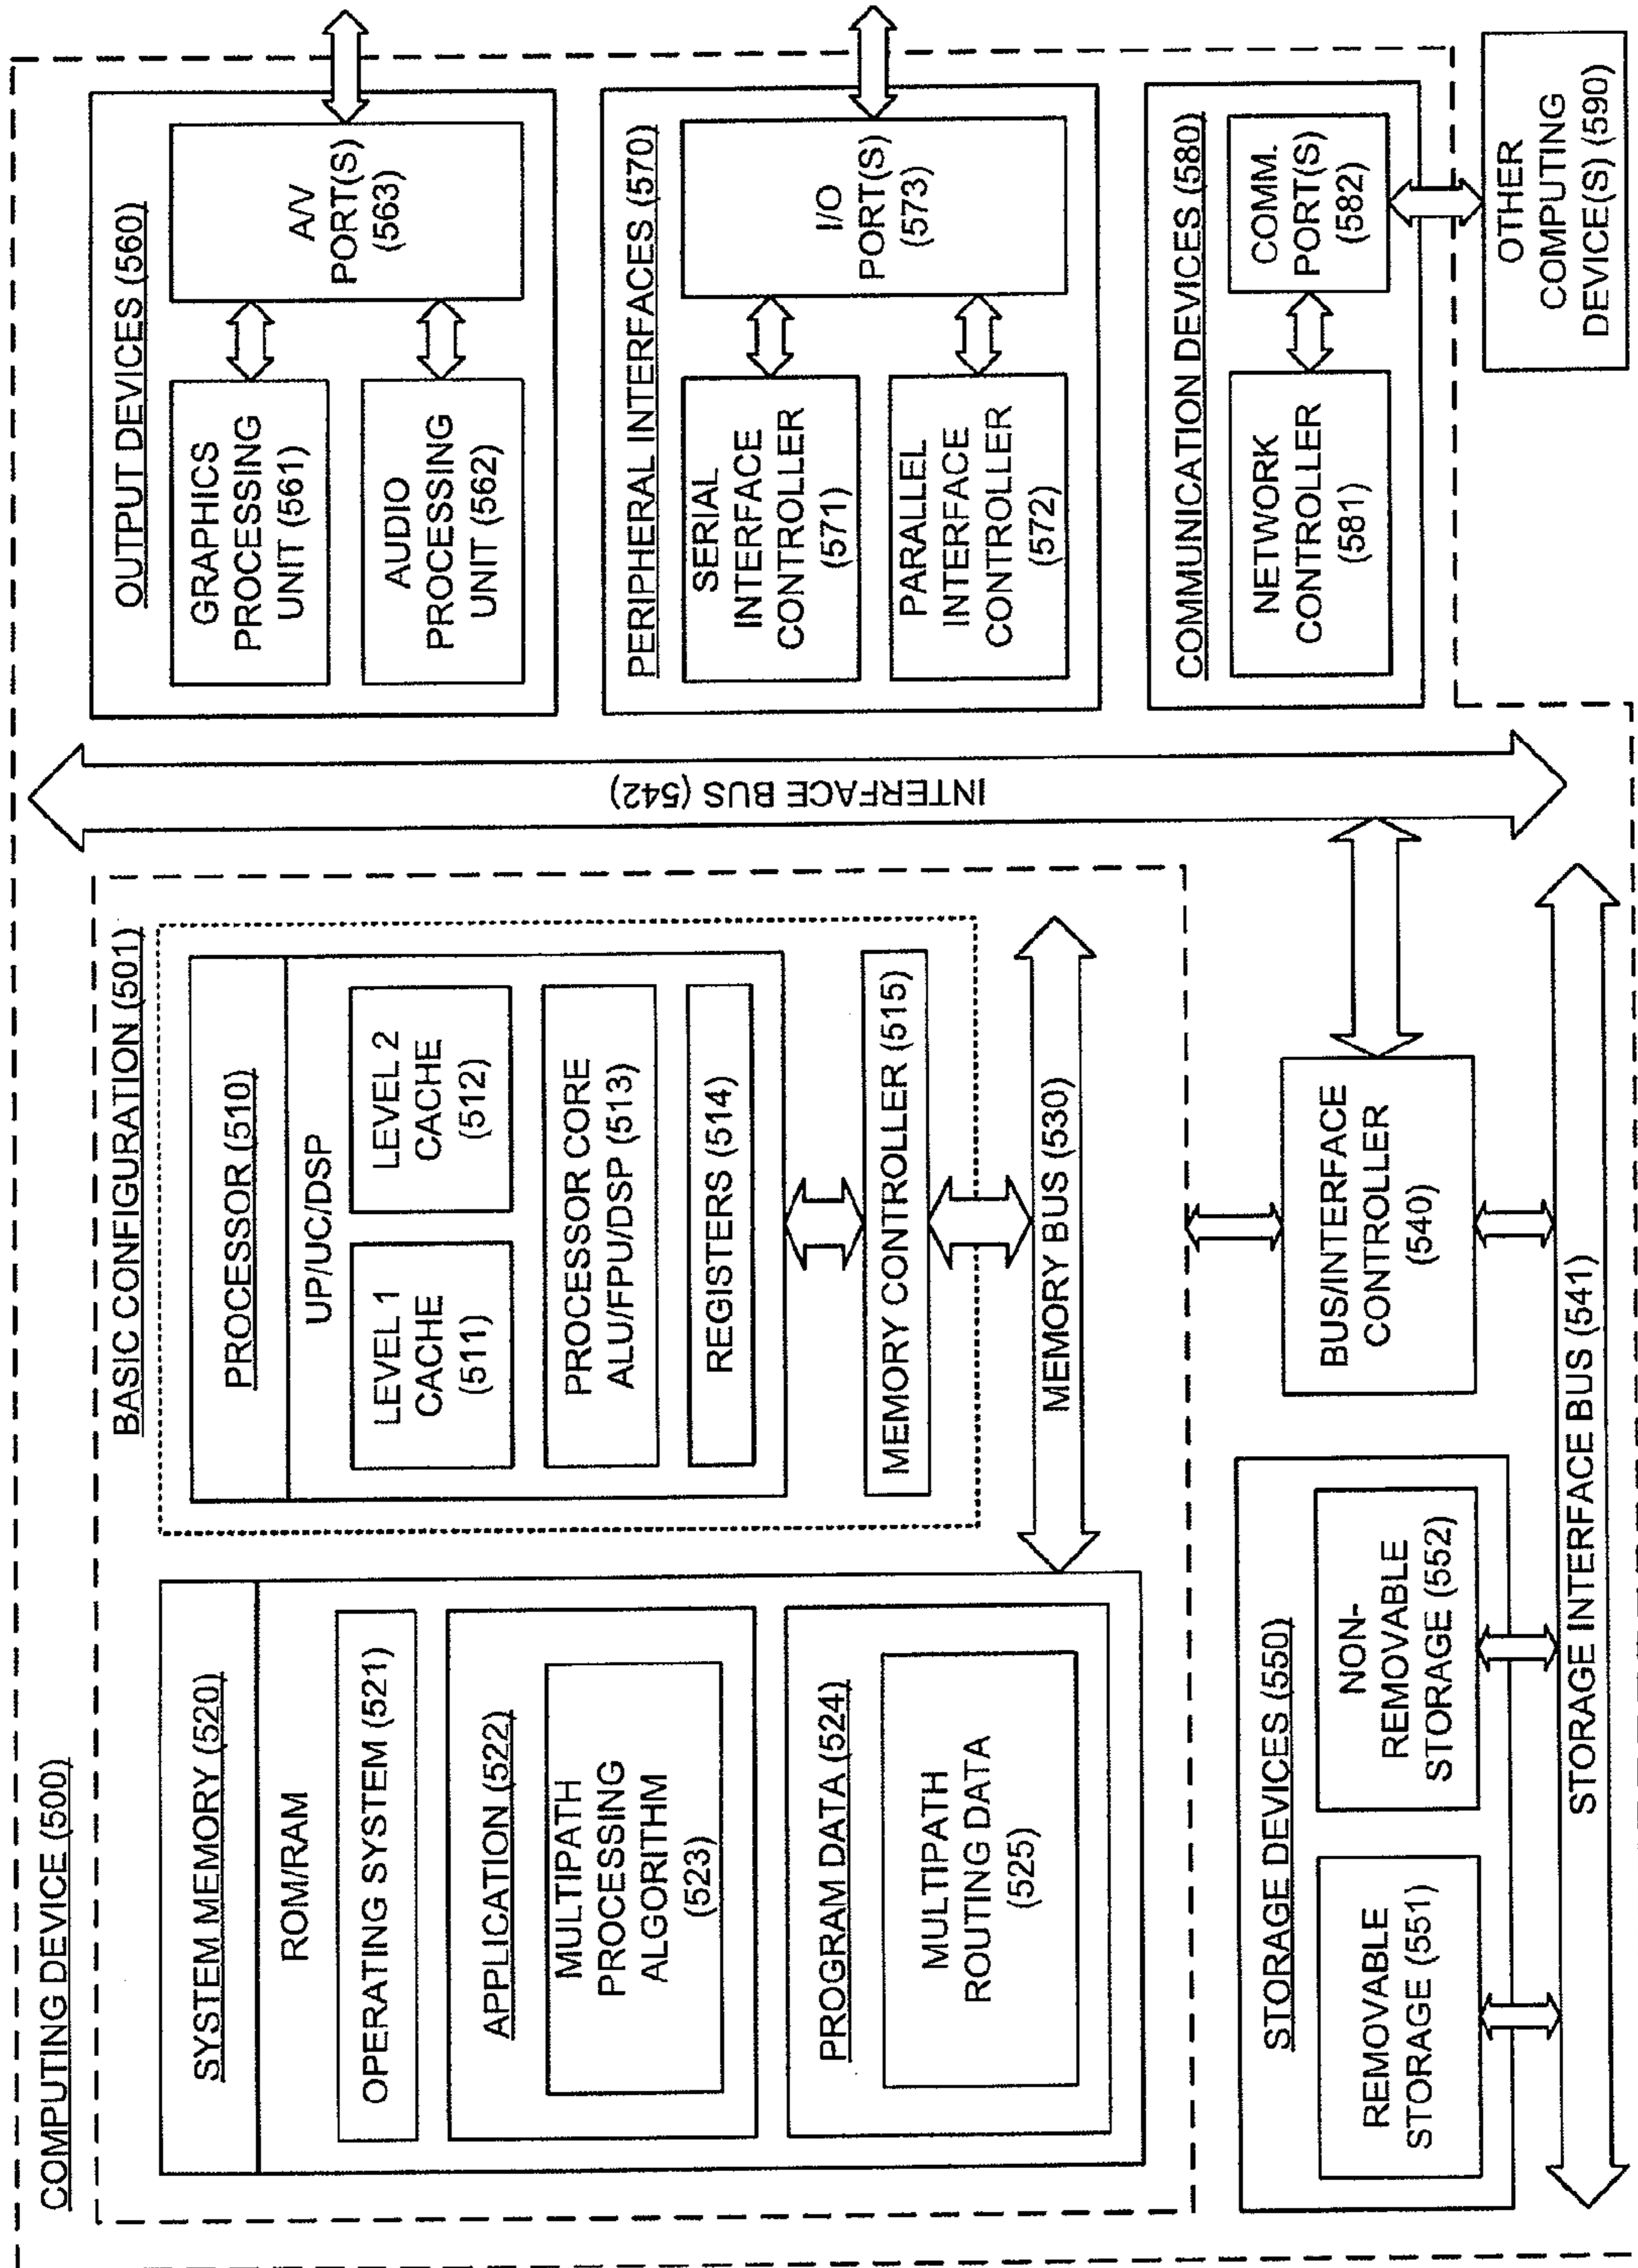 COMPUTING DEVICE (500)
BASIC CONFIGURATION (501)
SYSTEM MEMORY (520)
ROM/RAM
OPERATING SYSTEM (521)
APPLICATION (522)
MULTIPATH
PROCESSING
ALGORITHM
(523)
PROGRAM DATA (524)
MULTIPATH
ROUTING DATA
(525)
PROCESSOR (510)
UP/UC/DSP
LEVEL 1
CACHE
(511)
LEVEL 2
CACHE
(512)
PROCESSOR CORE
ALU/FPU/DSP (513)
REGISTERS (514)
MEMORY CONTROLLER (515)
MEMORY BUS (530)
BUS/INTERFACE
CONTROLLER
(540)
STORAGE DEVICES (550)
REMOVABLE
STORAGE (551)
NON-
REMOVABLE
STORAGE (552)
STORAGE INTERFACE BUS (541)
INTERFACE BUS (542)
OUTPUT DEVICES (560)
GRAPHICS
PROCESSING
UNIT (561)
AUDIO
PROCESSING
UNIT (562)
A/V
PORT(S)
(563)
PERIPHERAL INTERFACES (570)
SERIAL
INTERFACE
CONTROLLER
(571)
PARALLEL
INTERFACE
CONTROLLER
(572)
I/O
PORT(S)
(573)
COMMUNICATION DEVICES (580)
NETWORK
CONTROLLER
(581)
COMM.
PORT(S)
(582)
OTHER
COMPUTING
DEVICE(S) (590)